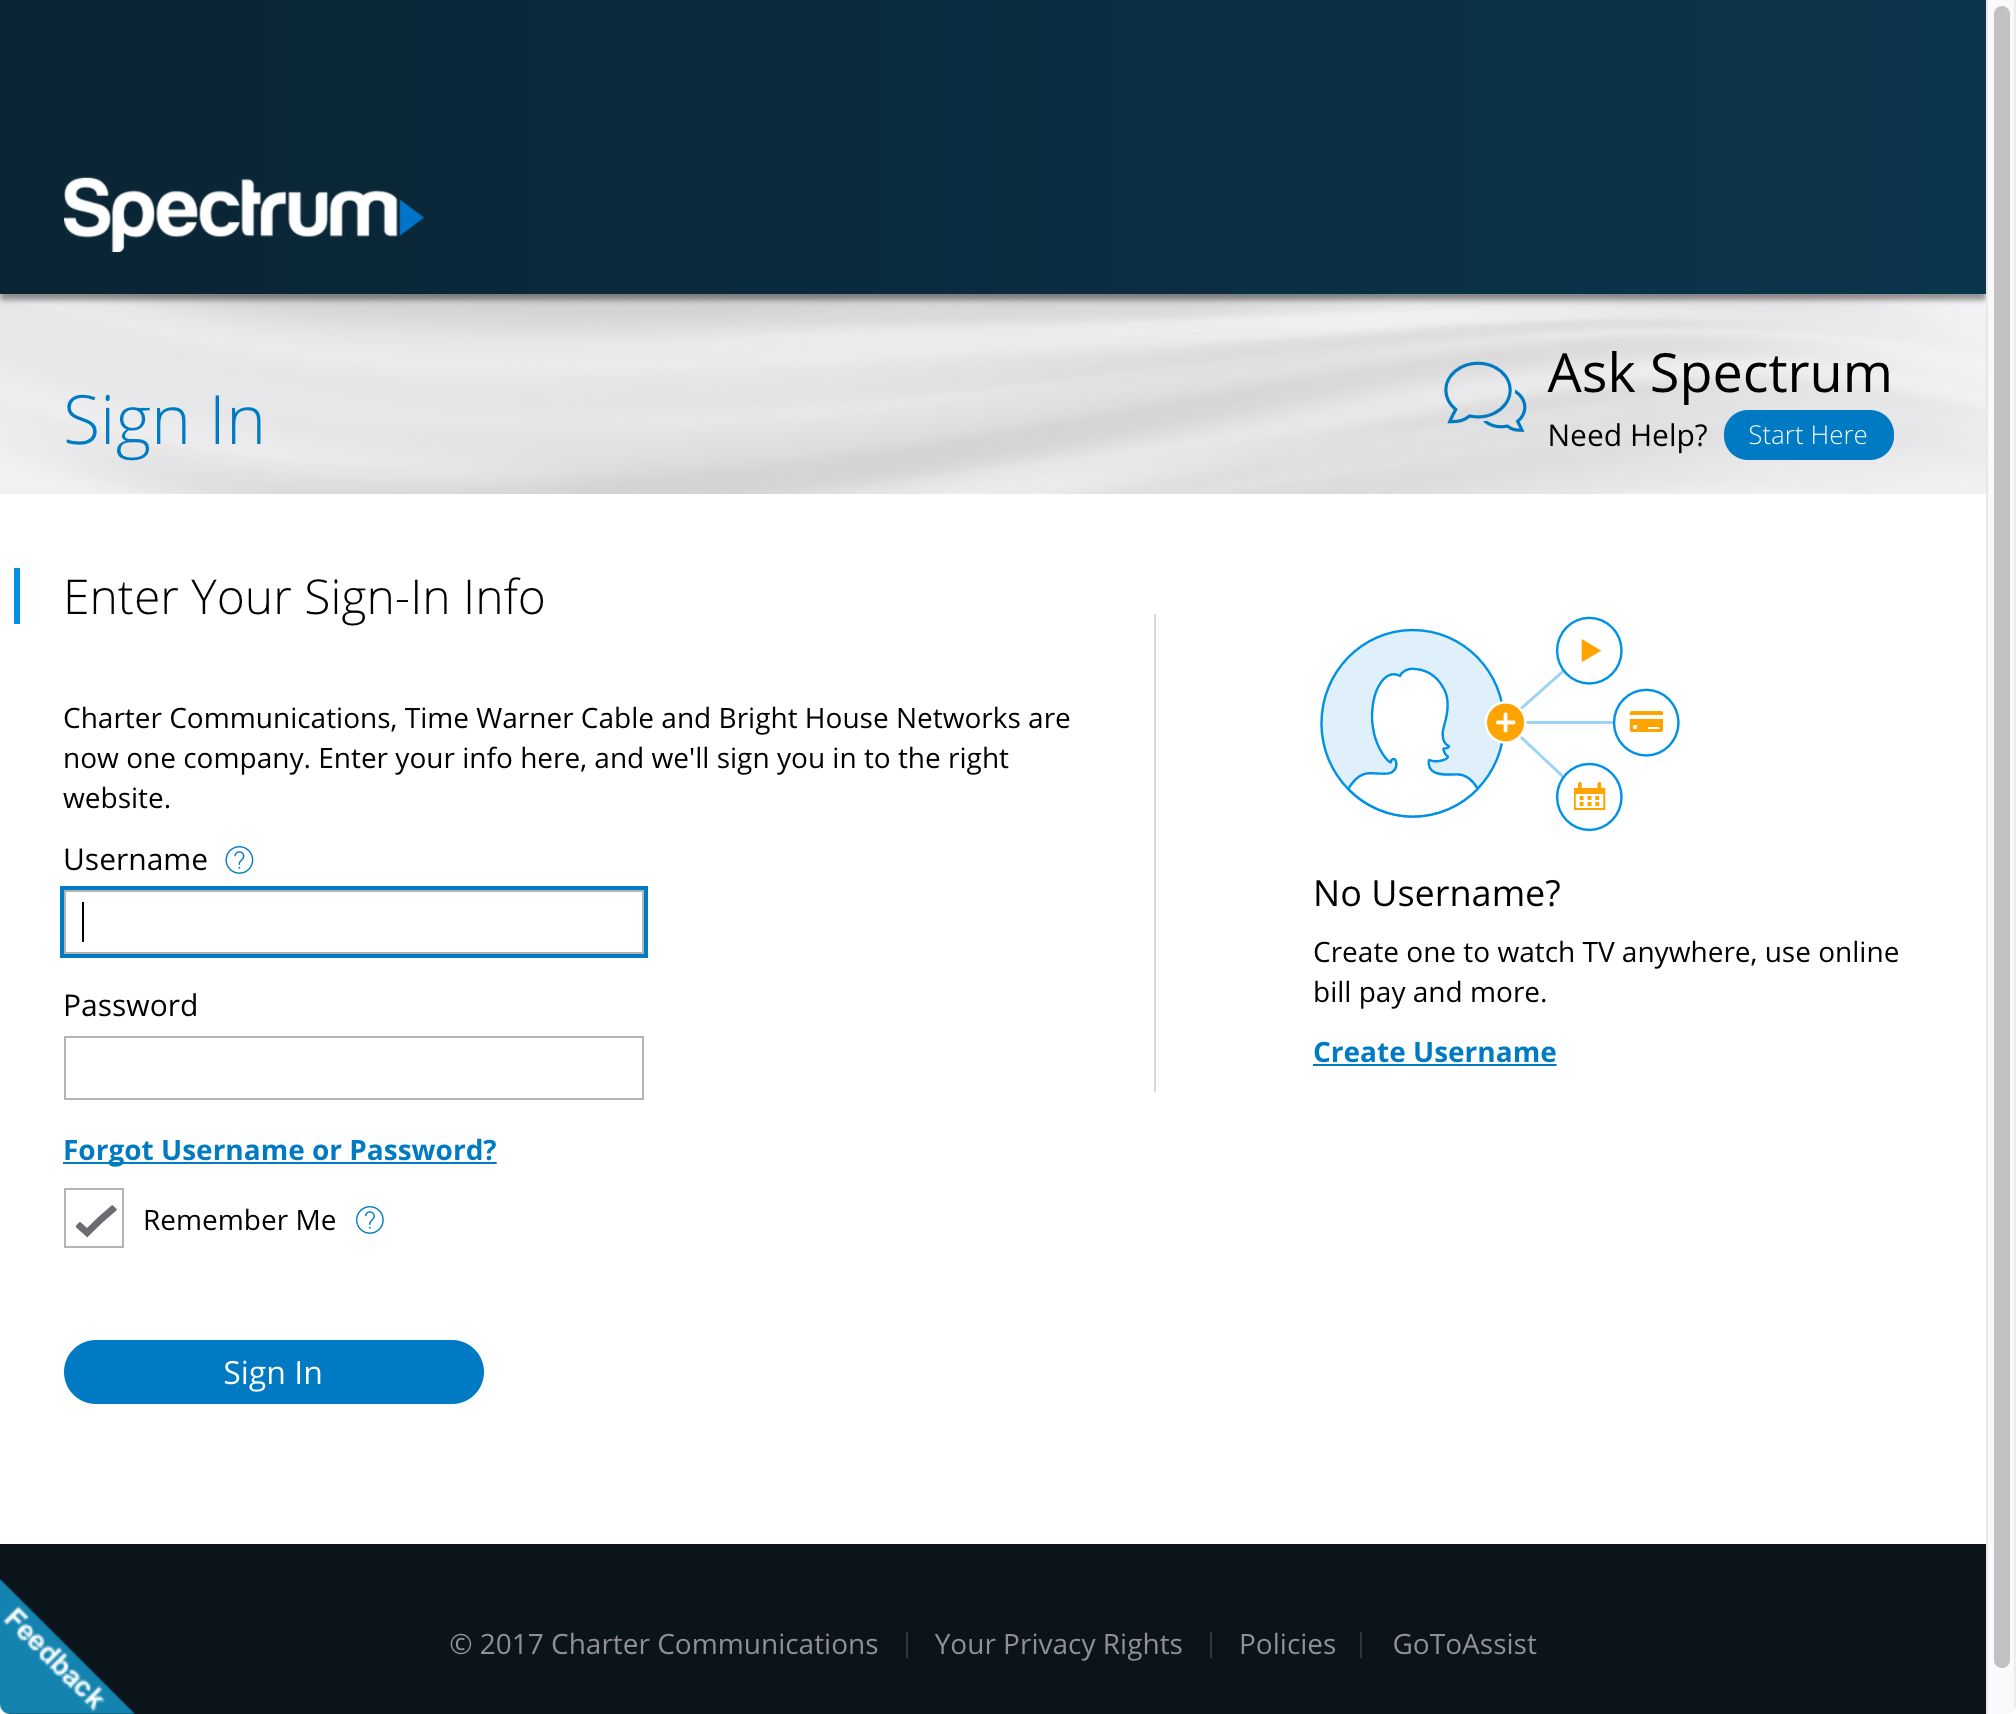 Spectrum
Sign In
Ask Spectrum
Need Help? Start Here
Enter Your Sign-In Info
Charter Communications, Time Warner Cable and Bright House Networks are
now one company. Enter your info here, and we'll sign you in to the right
website.
Username ?
Password
Forgot Username or Password?
Remember Me ?
Sign In
No Username?
Create one to watch TV anywhere, use online
bill pay and more.
Create Username
Feedback
© 2017 Charter Communications | Your Privacy Rights | Policies | GoToAssist